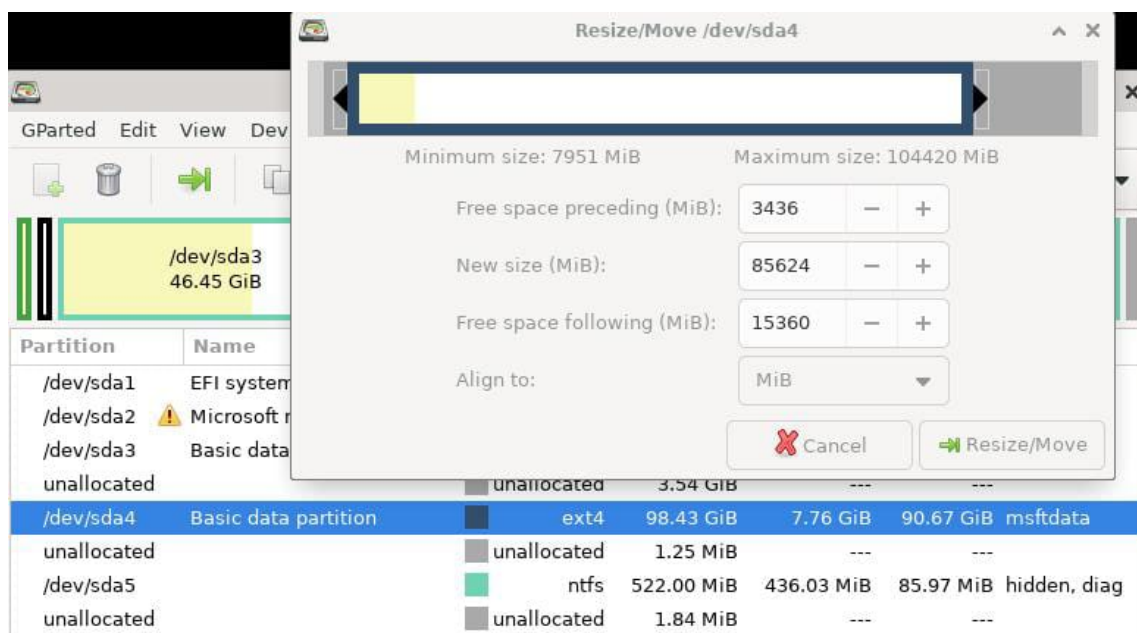 Resize/Move /dev/sda4
GParted Edit View Dev
Minimum size: 7951 MiB Maximum size: 104420 MiB
Free space preceding (MiB): 3436 − +
New size (MiB): 85624 − +
Free space following (MiB): 15360 − +
Align to: MiB
Cancel Resize/Move
/dev/sda3
46.45 GiB
Partition Name
/dev/sda1 EFI system
/dev/sda2 Microsoft r
/dev/sda3 Basic data
unallocated unallocated 3.54 GiB --- ---
/dev/sda4 Basic data partition ext4 98.43 GiB 7.76 GiB 90.67 GiB msftdata
unallocated unallocated 1.25 MiB --- ---
/dev/sda5 ntfs 522.00 MiB 436.03 MiB 85.97 MiB hidden, diag
unallocated unallocated 1.84 MiB --- ---